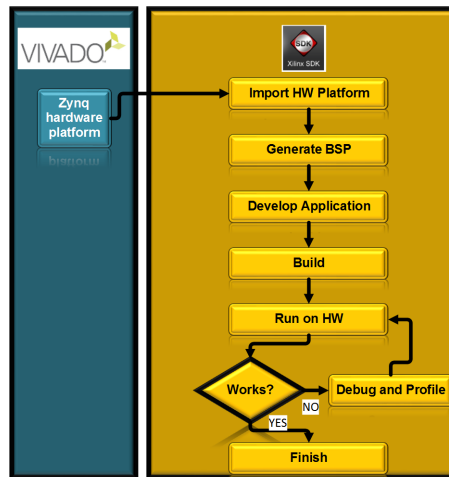 VIVADO
SDK
Xilinx SDK
Zynq
hardware
platform
Import HW Platform
Generate BSP
Develop Application
Build
Run on HW
Works?
NO
Debug and Profile
YES
Finish